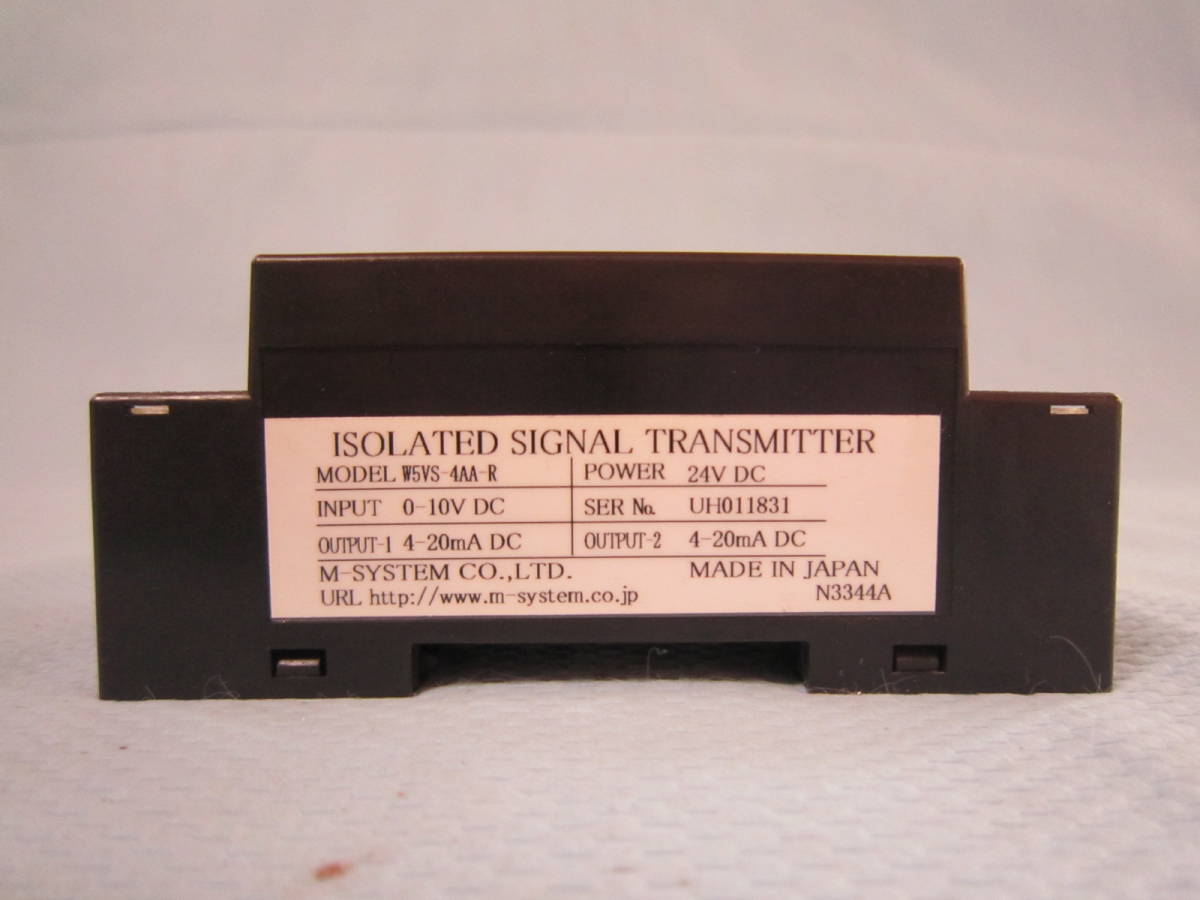 ISOLATED SIGNAL TRANSMITTER
MODEL W5VS-4AA-R POWER 24V DC
INPUT 0-10V DC SER No. UH011831
OUTPUT-1 4-20mA DC OUTPUT-2 4-20mA DC
M-SYSTEM CO.,LTD. MADE IN JAPAN
URL http://www.m-system.co.jp N3344A